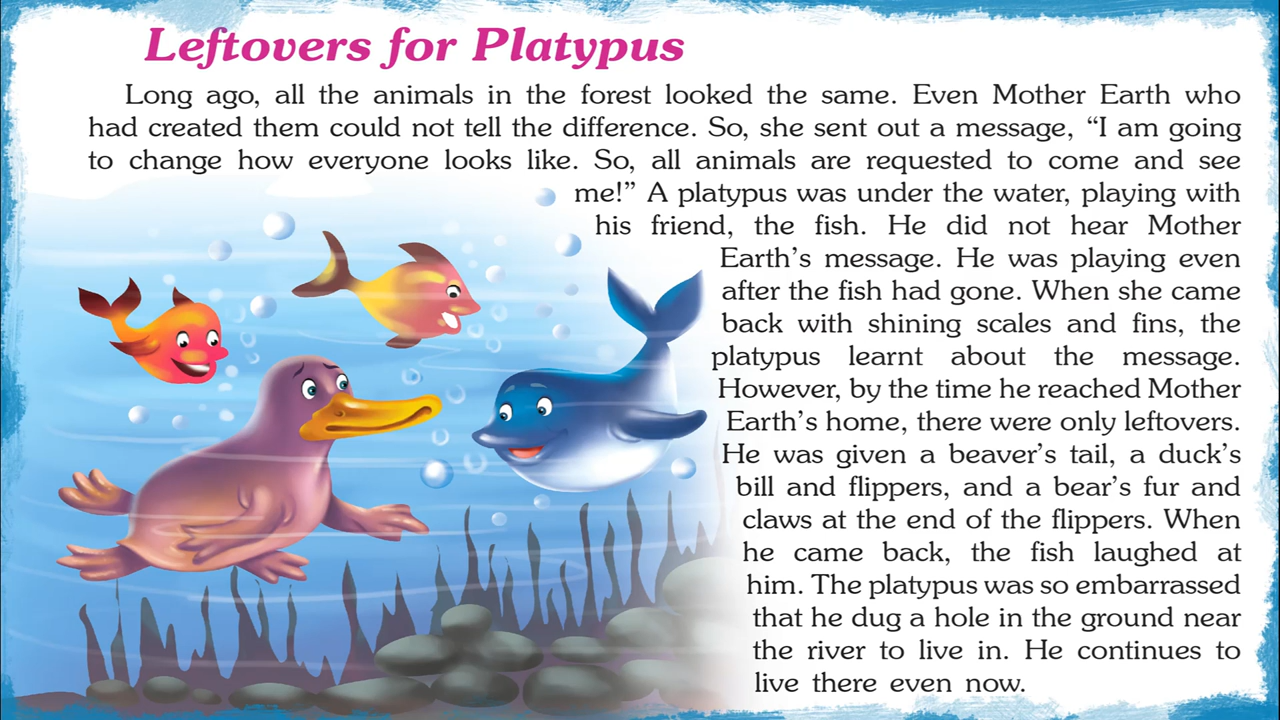 Leftovers for Platypus
Long ago, all the animals in the forest looked the same. Even Mother Earth who
had created them could not tell the difference. So, she sent out a message, “I am going
to change how everyone looks like. So, all animals are requested to come and see
me!” A platypus was under the water, playing with
his friend, the fish. He did not hear Mother
Earth’s message. He was playing even
after the fish had gone. When she came
back with shining scales and fins, the
platypus learnt about the message.
However, by the time he reached Mother
Earth’s home, there were only leftovers.
He was given a beaver’s tail, a duck’s
bill and flippers, and a bear’s fur and
claws at the end of the flippers. When
he came back, the fish laughed at
him. The platypus was so embarrassed
that he dug a hole in the ground near
the river to live in. He continues to
live there even now.